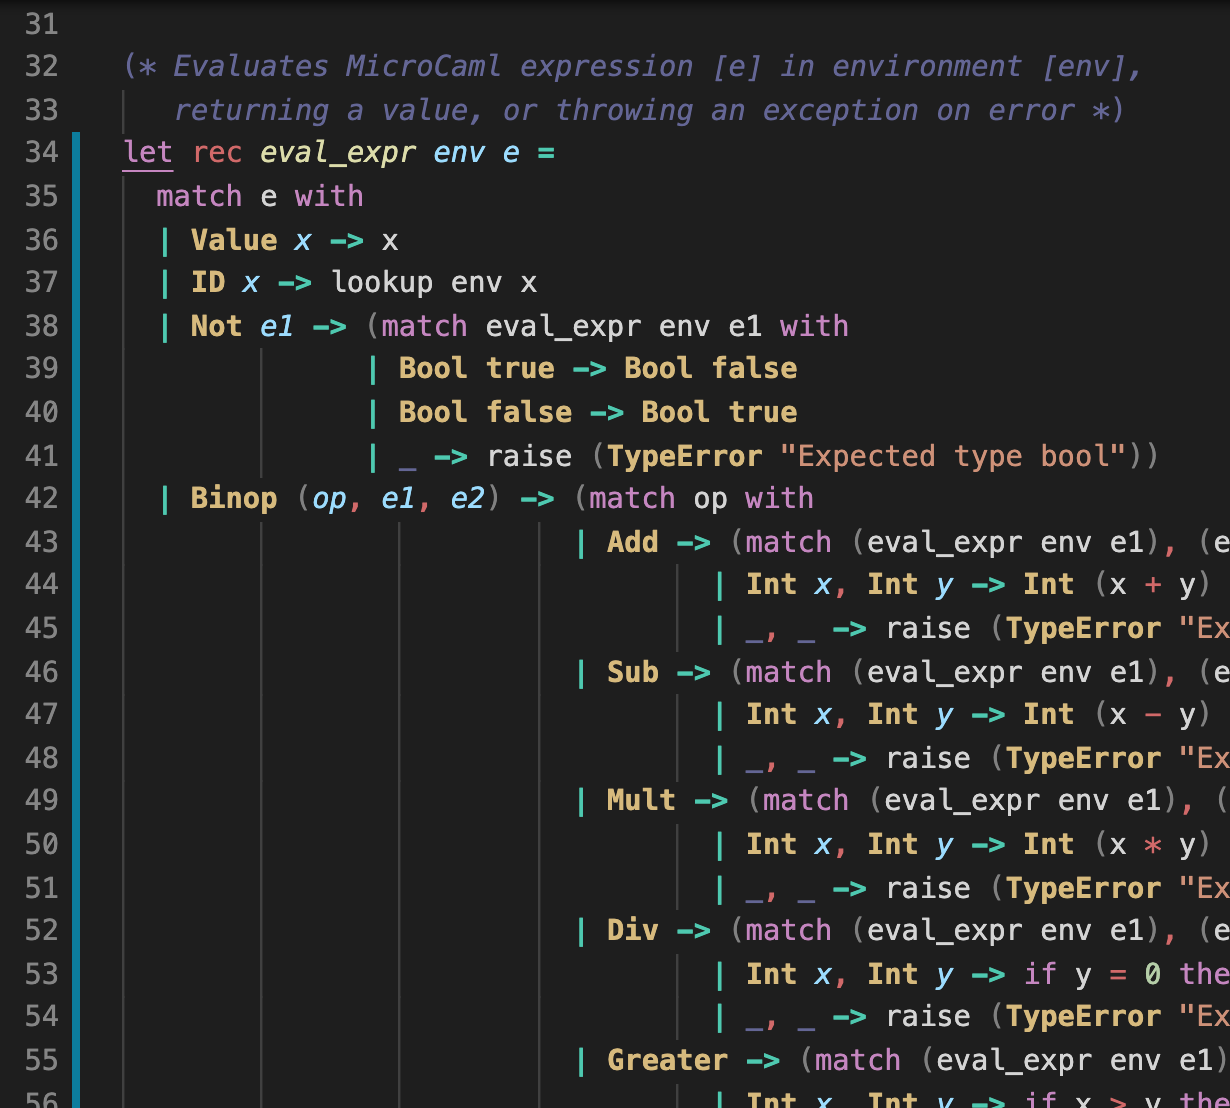 31
32 (* Evaluates MicroCaml expression [e] in environment [env],
33 returning a value, or throwing an exception on error *)
34 let rec eval_expr env e =
35 match e with
36 | Value x -> x
37 | ID x -> lookup env x
38 | Not e1 -> (match eval_expr env e1 with
39 | Bool true -> Bool false
40 | Bool false -> Bool true
41 | _ -> raise (TypeError "Expected type bool"))
42 | Binop (op, e1, e2) -> (match op with
43 | Add -> (match (eval_expr env e1), (e
44 | Int x, Int y -> Int (x + y)
45 | _, _ -> raise (TypeError "Ex
46 | Sub -> (match (eval_expr env e1), (e
47 | Int x, Int y -> Int (x - y)
48 | _, _ -> raise (TypeError "Ex
49 | Mult -> (match (eval_expr env e1), (
50 | Int x, Int y -> Int (x * y)
51 | _, _ -> raise (TypeError "Ex
52 | Div -> (match (eval_expr env e1), (e
53 | Int x, Int y -> if y = 0 the
54 | _, _ -> raise (TypeError "Ex
55 | Greater -> (match (eval_expr env e1)
56 | Int x, Int y -> if x > y the